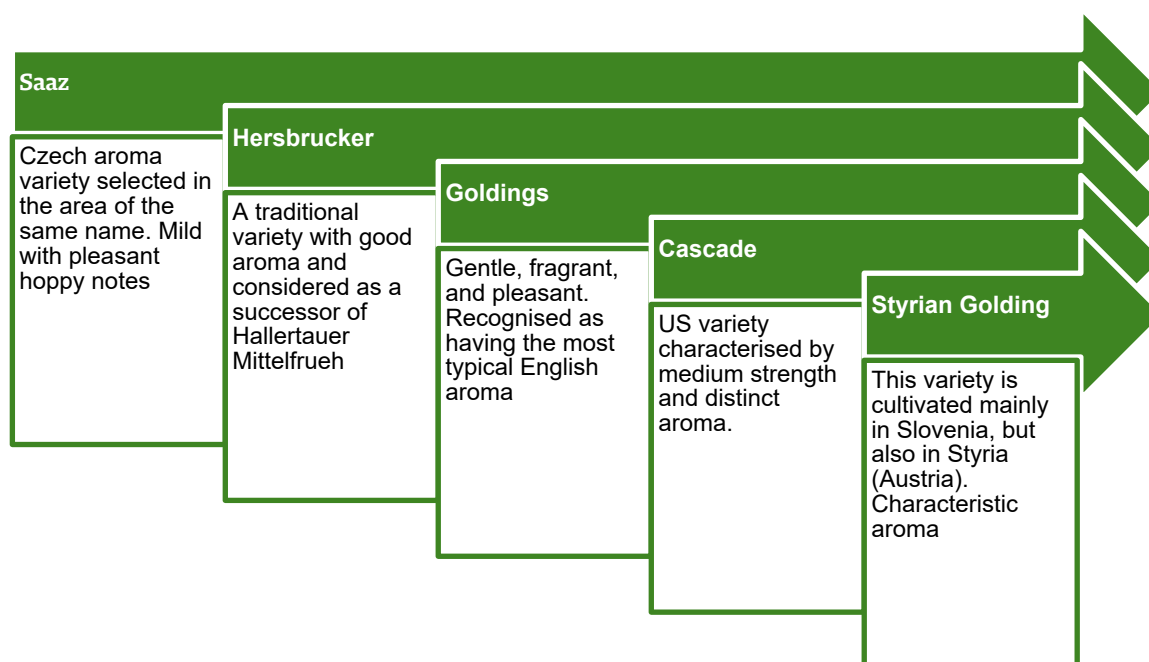 Saaz
Czech aroma
variety selected in
the area of the
same name. Mild
with pleasant
hoppy notes
Hersbrucker
A traditional
variety with good
aroma and
considered as a
successor of
Hallertauer
Mittelfrueh
Goldings
Gentle, fragrant,
and pleasant.
Recognised as
having the most
typical English
aroma
Cascade
US variety
characterised by
medium strength
and distinct
aroma.
Styrian Golding
This variety is
cultivated mainly
in Slovenia, but
also in Styria
(Austria).
Characteristic
aroma